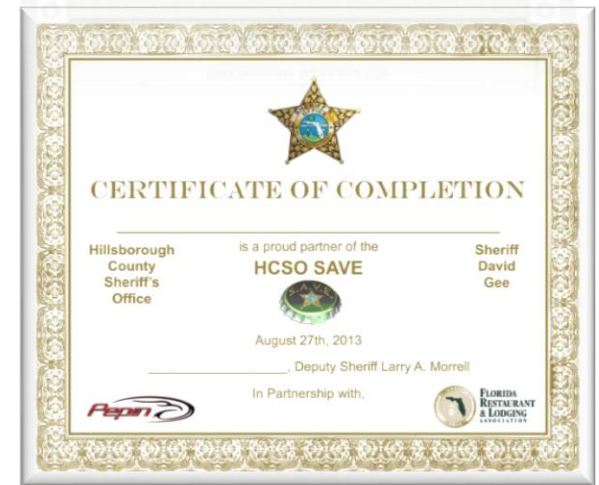 CERTIFICATE OF COMPLETION
Hillsborough
County
Sheriff's
Office
is a proud partner of the
HCSO SAVE
Sheriff
David
Gee
S.A.V.E.
August 27th, 2013
, Deputy Sheriff Larry A. Morrell
In Partnership with,
Pepin
FLORIDA
RESTAURANT
& LODGING
ASSOCIATION